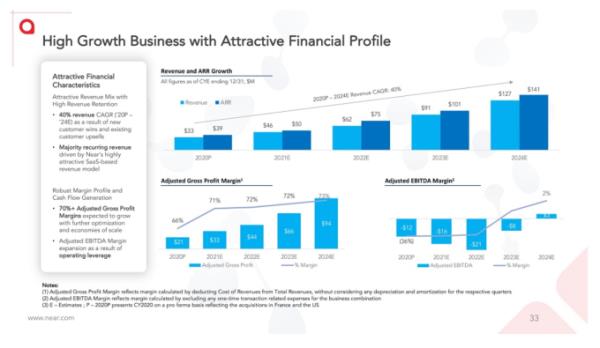 High Growth Business with Attractive Financial Profile
Attractive Financial
Characteristics
Attractive Revenue Mix with
High Revenue Retention
• 40% revenue CAGR ('20P –
'24E) as a result of new
customer wins and existing
customer upsells
• Majority recurring revenue
driven by Near's highly
attractive SaaS-based
revenue model
Robust Margin Profile and
Cash Flow Generation
• 70%+ Adjusted Gross Profit
Margins expected to grow
with further optimization
and economies of scale
• Adjusted EBITDA Margin
expansion as a result of
operating leverage
Revenue and ARR Growth
All figures as of CYE ending 12/31, $M
Revenue ARR
2020P – 2024E Revenue CAGR: 40%
$33 $39 $46 $50 $62 $75 $91 $101 $127 $141
2020P 2021E 2022E 2023E 2024E
Adjusted Gross Profit Margin¹
66% 71% 72% 72% 73%
$21 $33 $44 $66 $94
2020P 2021E 2022E 2023E 2024E
Adjusted Gross Profit % Margin
Adjusted EBITDA Margin²
2%
-$12 -$16 -$21 -$8
(36%)
2020P 2021E 2022E 2023E 2024E
Adjusted EBITDA % Margin
Notes:
(1) Adjusted Gross Profit Margin reflects margin calculated by deducting Cost of Revenues from Total Revenues, without considering any depreciation and amortization for the respective quarters
(2) Adjusted EBITDA Margin reflects margin calculated by excluding any one-time transaction related expenses for the business combination
(3) E – Estimates ; P – 2020P presents CY2020 on a pro forma basis reflecting the acquisitions in France and the US
www.near.com
33